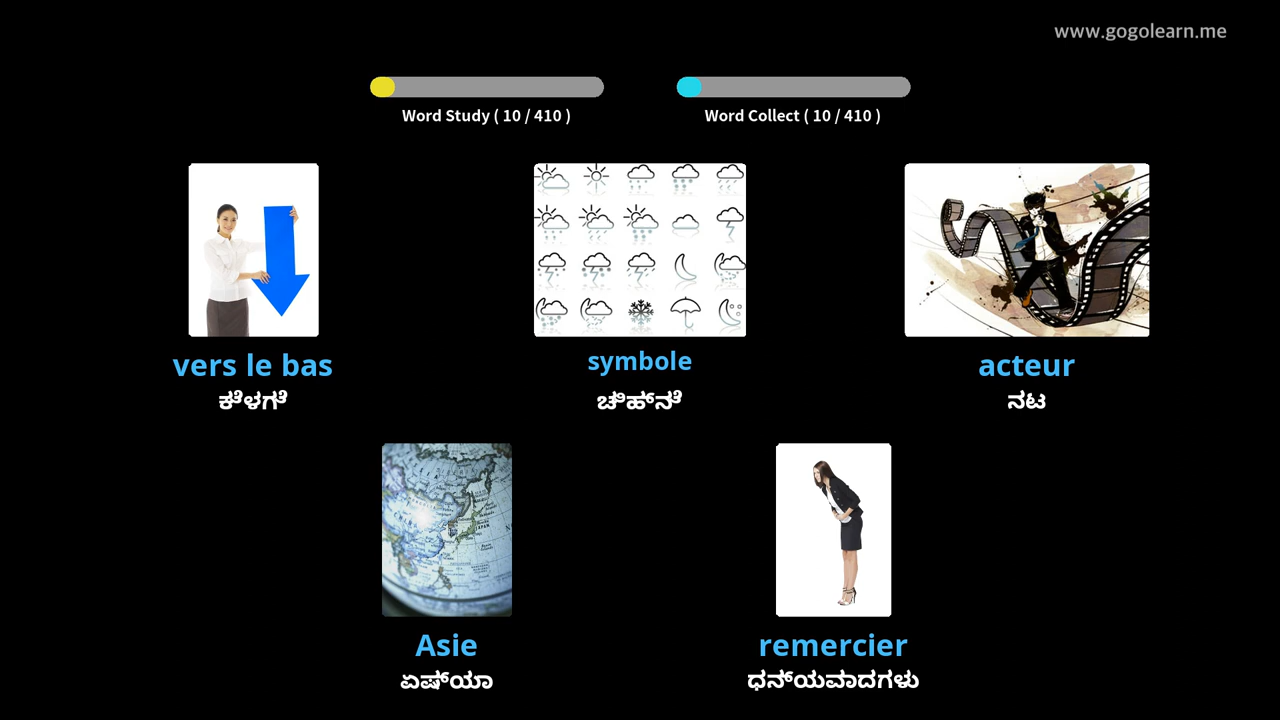 www.gogolearn.me
Word Study ( 10 / 410 )
Word Collect ( 10 / 410 )
vers le bas
ಕೆಳಗೆ
symbole
ಚಿಹ್ನೆ
acteur
ನಟ
Asie
ಏಷ್ಯಾ
remercier
ಧನ್ಯವಾದಗಳು